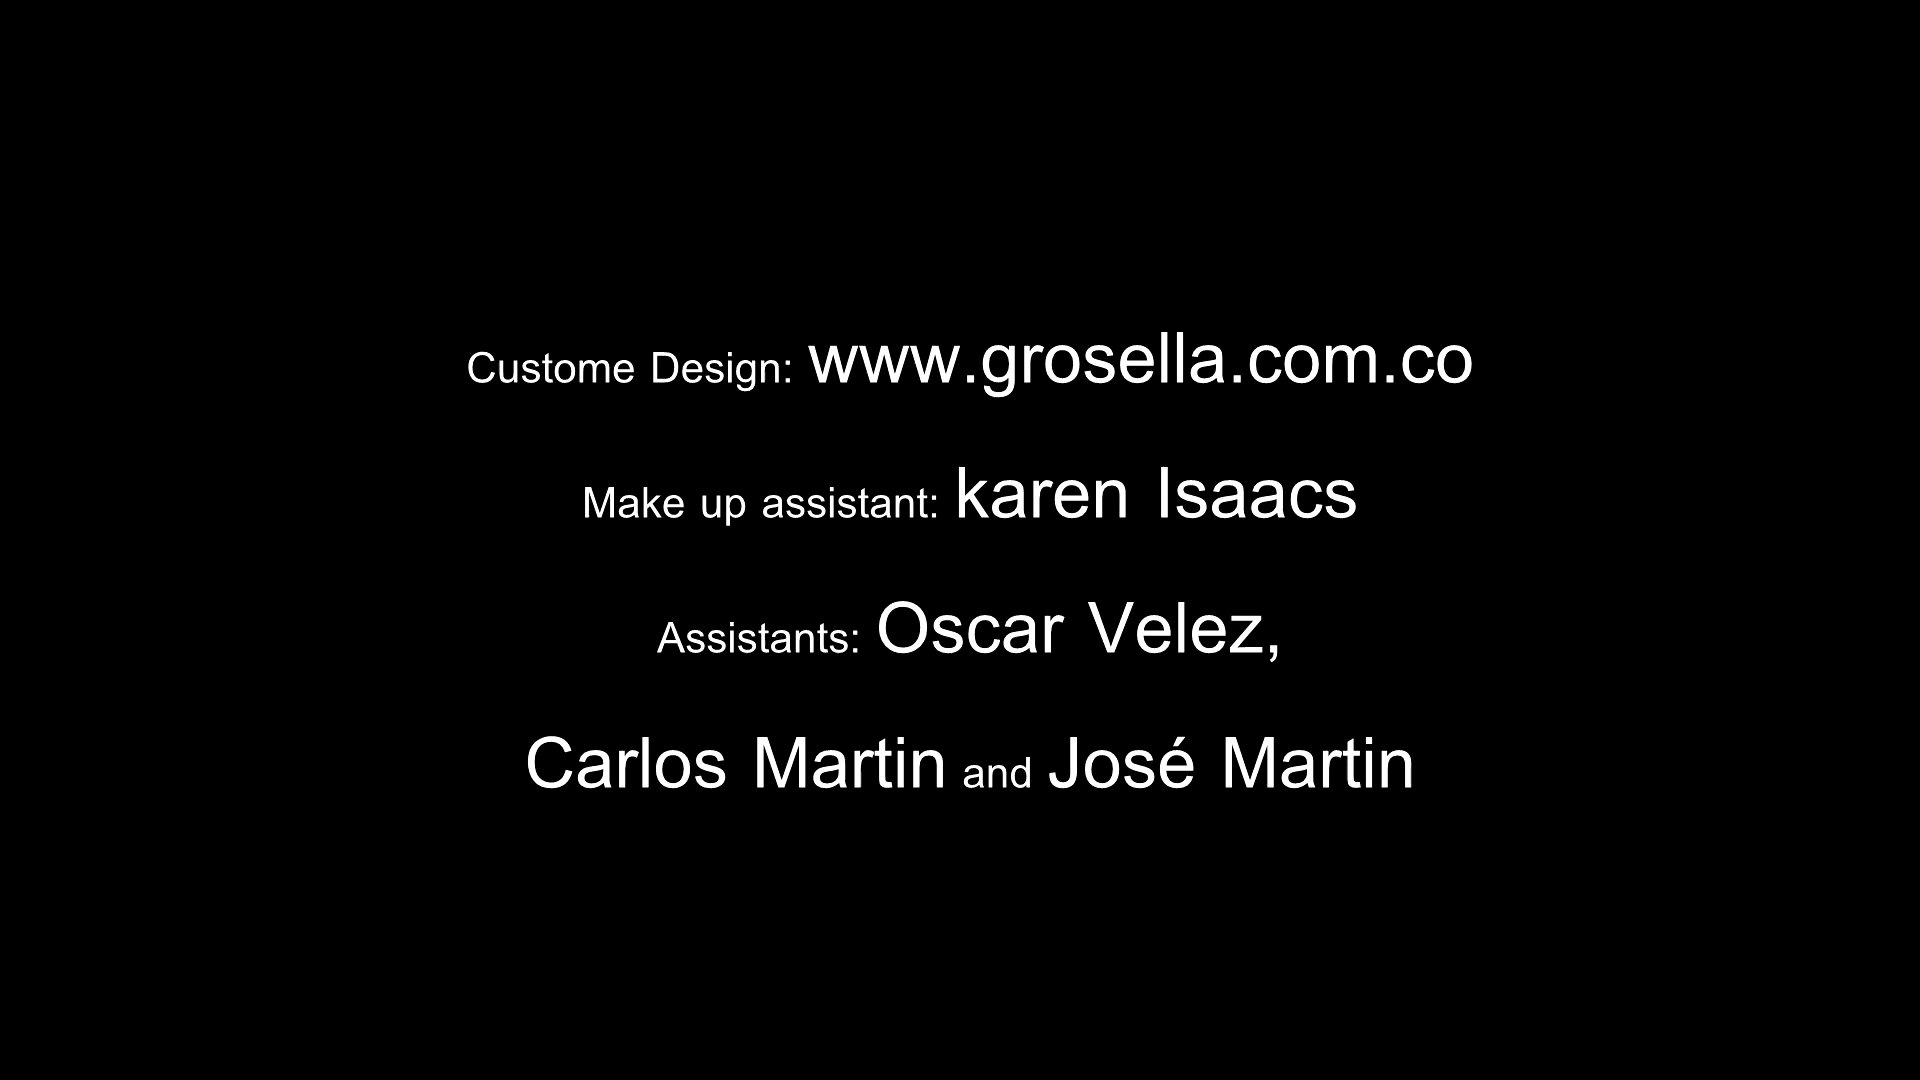 Custome Design: www.grosella.com.co
Make up assistant: karen Isaacs
Assistants: Oscar Velez,
Carlos Martin and José Martin